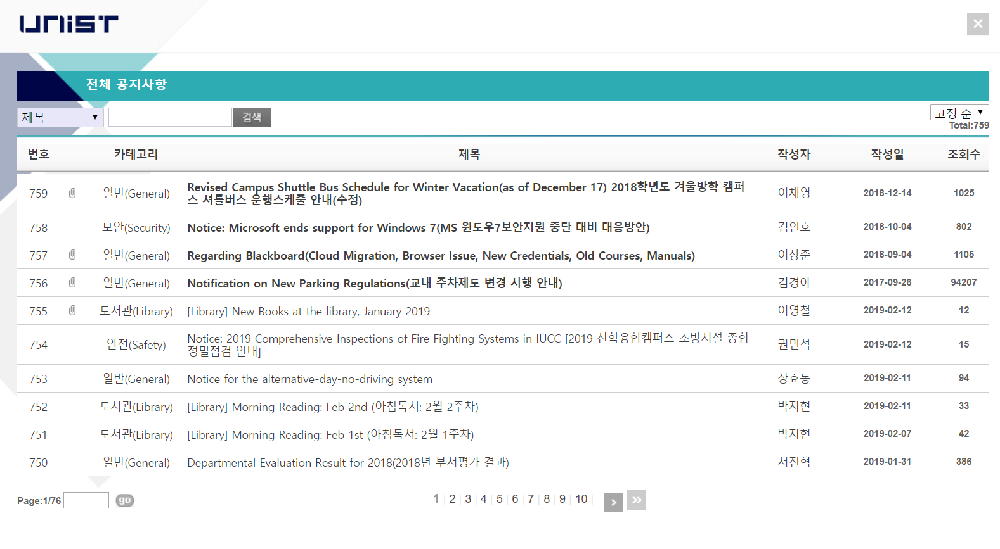 UNIST
전체 공지사항
제목 검색 고정 순
Total:759
번호 카테고리 제목 작성자 작성일 조회수
759 일반(General) Revised Campus Shuttle Bus Schedule for Winter Vacation(as of December 17) 2018학년도 겨울방학 캠퍼 이채영 2018-12-14 1025
스 셔틀버스 운행스케줄 안내(수정)
758 보안(Security) Notice: Microsoft ends support for Windows 7(MS 윈도우7보안지원 중단 대비 대응방안) 김인호 2018-10-04 802
757 일반(General) Regarding Blackboard(Cloud Migration, Browser Issue, New Credentials, Old Courses, Manuals) 이상준 2018-09-04 1105
756 일반(General) Notification on New Parking Regulations(교내 주차제도 변경 시행 안내) 김경아 2017-09-26 94207
755 도서관(Library) [Library] New Books at the library, January 2019 이영철 2019-02-12 12
754 안전(Safety) Notice: 2019 Comprehensive Inspections of Fire Fighting Systems in IUCC [2019 산학융합캠퍼스 소방시설 종합 권민석 2019-02-12 15
정밀점검 안내]
753 일반(General) Notice for the alternative-day-no-driving system 장효동 2019-02-11 94
752 도서관(Library) [Library] Morning Reading: Feb 2nd (아침독서: 2월 2주차) 박지현 2019-02-11 33
751 도서관(Library) [Library] Morning Reading: Feb 1st (아침독서: 2월 1주차) 박지현 2019-02-07 42
750 일반(General) Departmental Evaluation Result for 2018(2018년 부서평가 결과) 서진혁 2019-01-31 386
Page:1/76 go 1 2 3 4 5 6 7 8 9 10